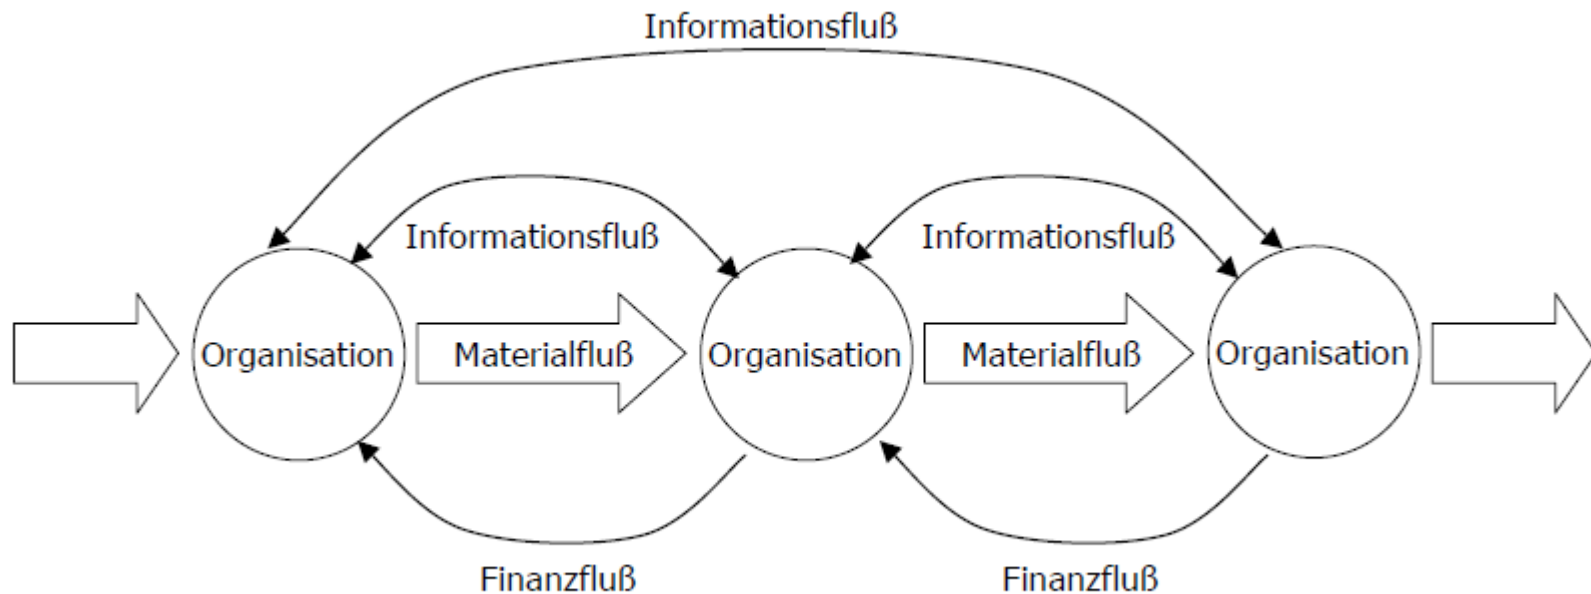 Informationsfluß
Informationsfluß
Informationsfluß
Organisation
Materialfluß
Organisation
Materialfluß
Organisation
Finanzfluß
Finanzfluß